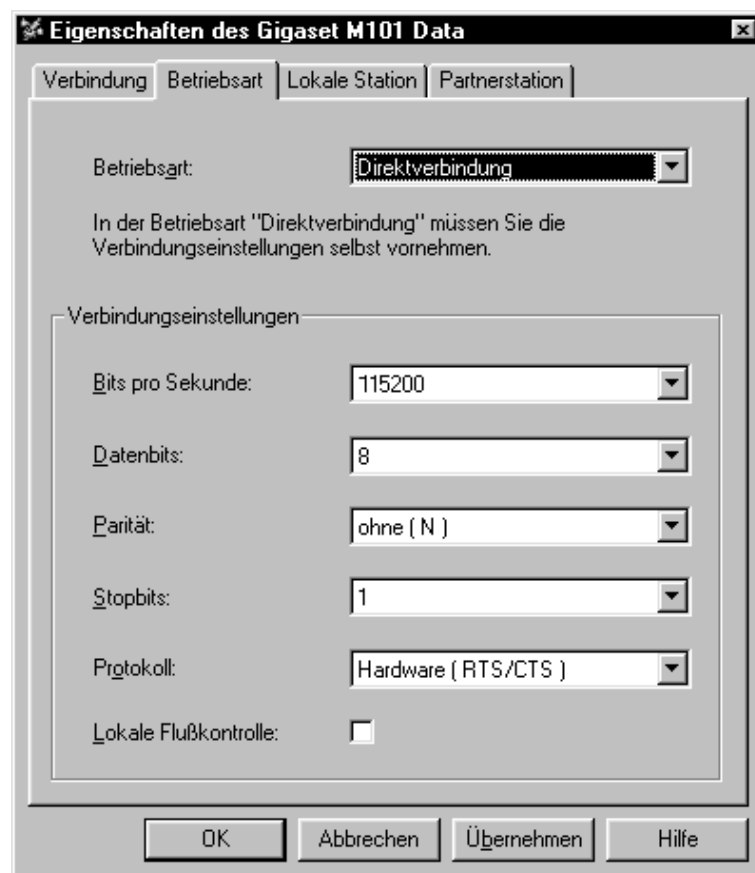 Eigenschaften des Gigaset M101 Data
Verbindung Betriebsart Lokale Station Partnerstation
Betriebsart: Direktverbindung
In der Betriebsart "Direktverbindung" müssen Sie die
Verbindungseinstellungen selbst vornehmen.
Verbindungseinstellungen
Bits pro Sekunde: 115200
Datenbits: 8
Parität: ohne ( N )
Stopbits: 1
Protokoll: Hardware ( RTS/CTS )
Lokale Flußkontrolle:
OK Abbrechen Übernehmen Hilfe